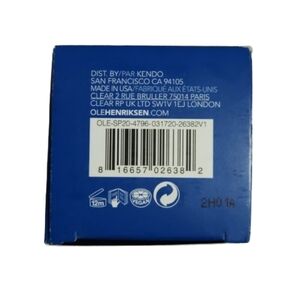 DIST. BY/PAR KENDO
SAN FRANCISCO CA 94105
MADE IN USA/FABRIQUÉ AUX ÉTATS-UNIS
CLEAR 2 RUE BRULLER 75014 PARIS
CLEAR RP UK LTD SW1V 1EJ LONDON
OLEHENRIKSEN.COM
OLE-SP20-4796-031720-26382V1
8 16657 02638 2
12m
VEGAN
2H01A